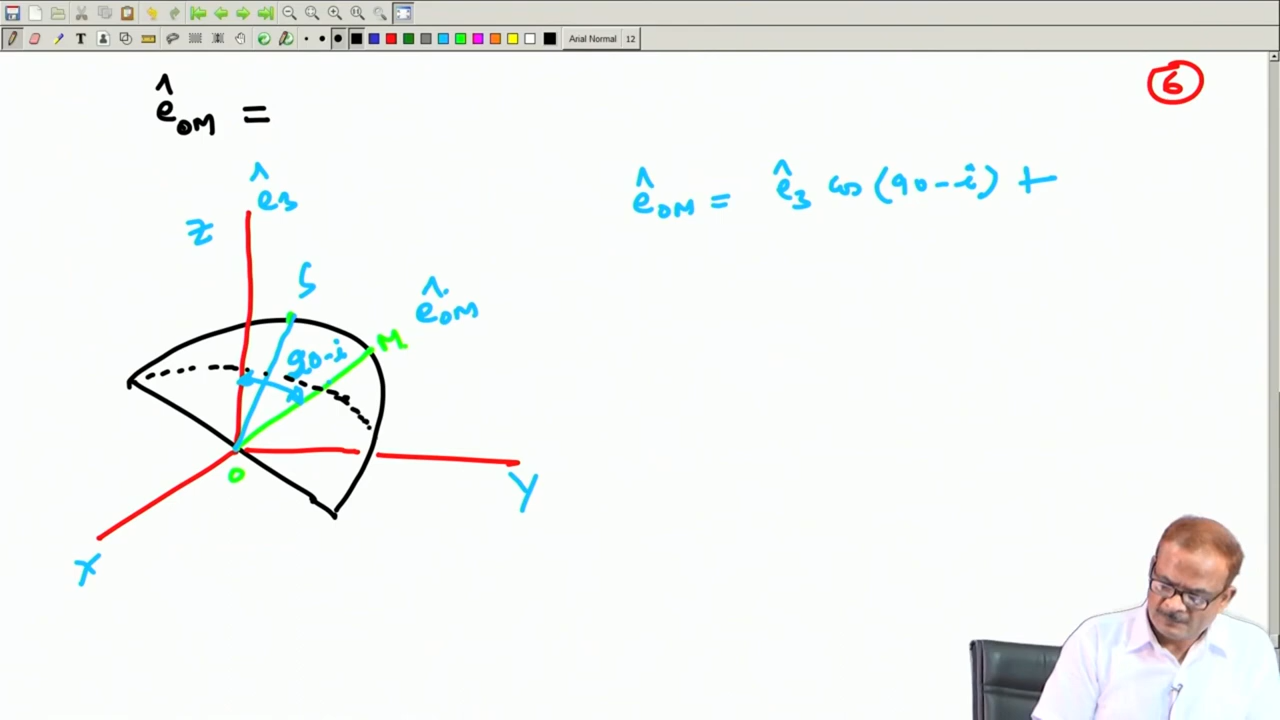 Arial Normal 12
6
ê_OM =
ê_OM = ê_3 cos (90-i) +
ê_3
Z
S
ê_OM
M
90-i
O
Y
X